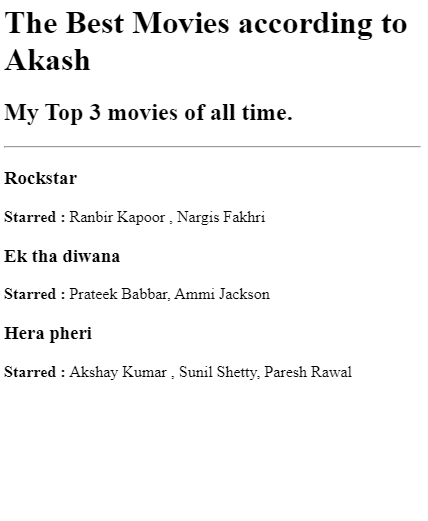 The Best Movies according to
Akash
My Top 3 movies of all time.
Rockstar
Starred : Ranbir Kapoor , Nargis Fakhri
Ek tha diwana
Starred : Prateek Babbar, Ammi Jackson
Hera pheri
Starred : Akshay Kumar , Sunil Shetty, Paresh Rawal